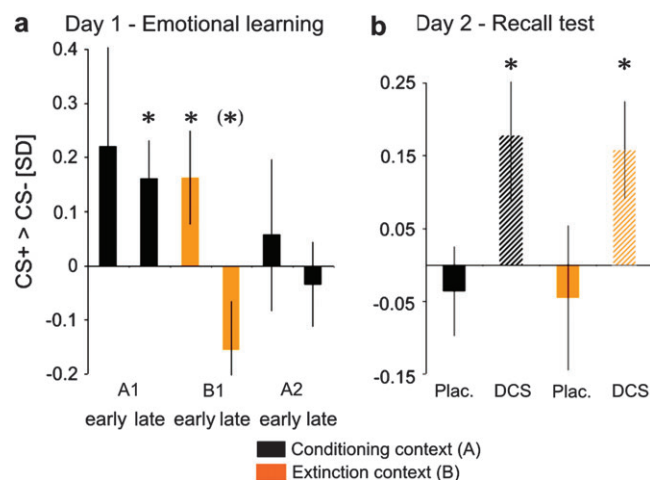 a Day 1 - Emotional learning
CS+ > CS- [SD]
0.4
0.3
0.2
0.1
0
-0.1
-0.2
* * (*)
A1 B1 A2
early late early late early late
b Day 2 - Recall test
0.25
0.15
0.05
-0.05
-0.15
* *
Plac. DCS Plac. DCS
Conditioning context (A)
Extinction context (B)